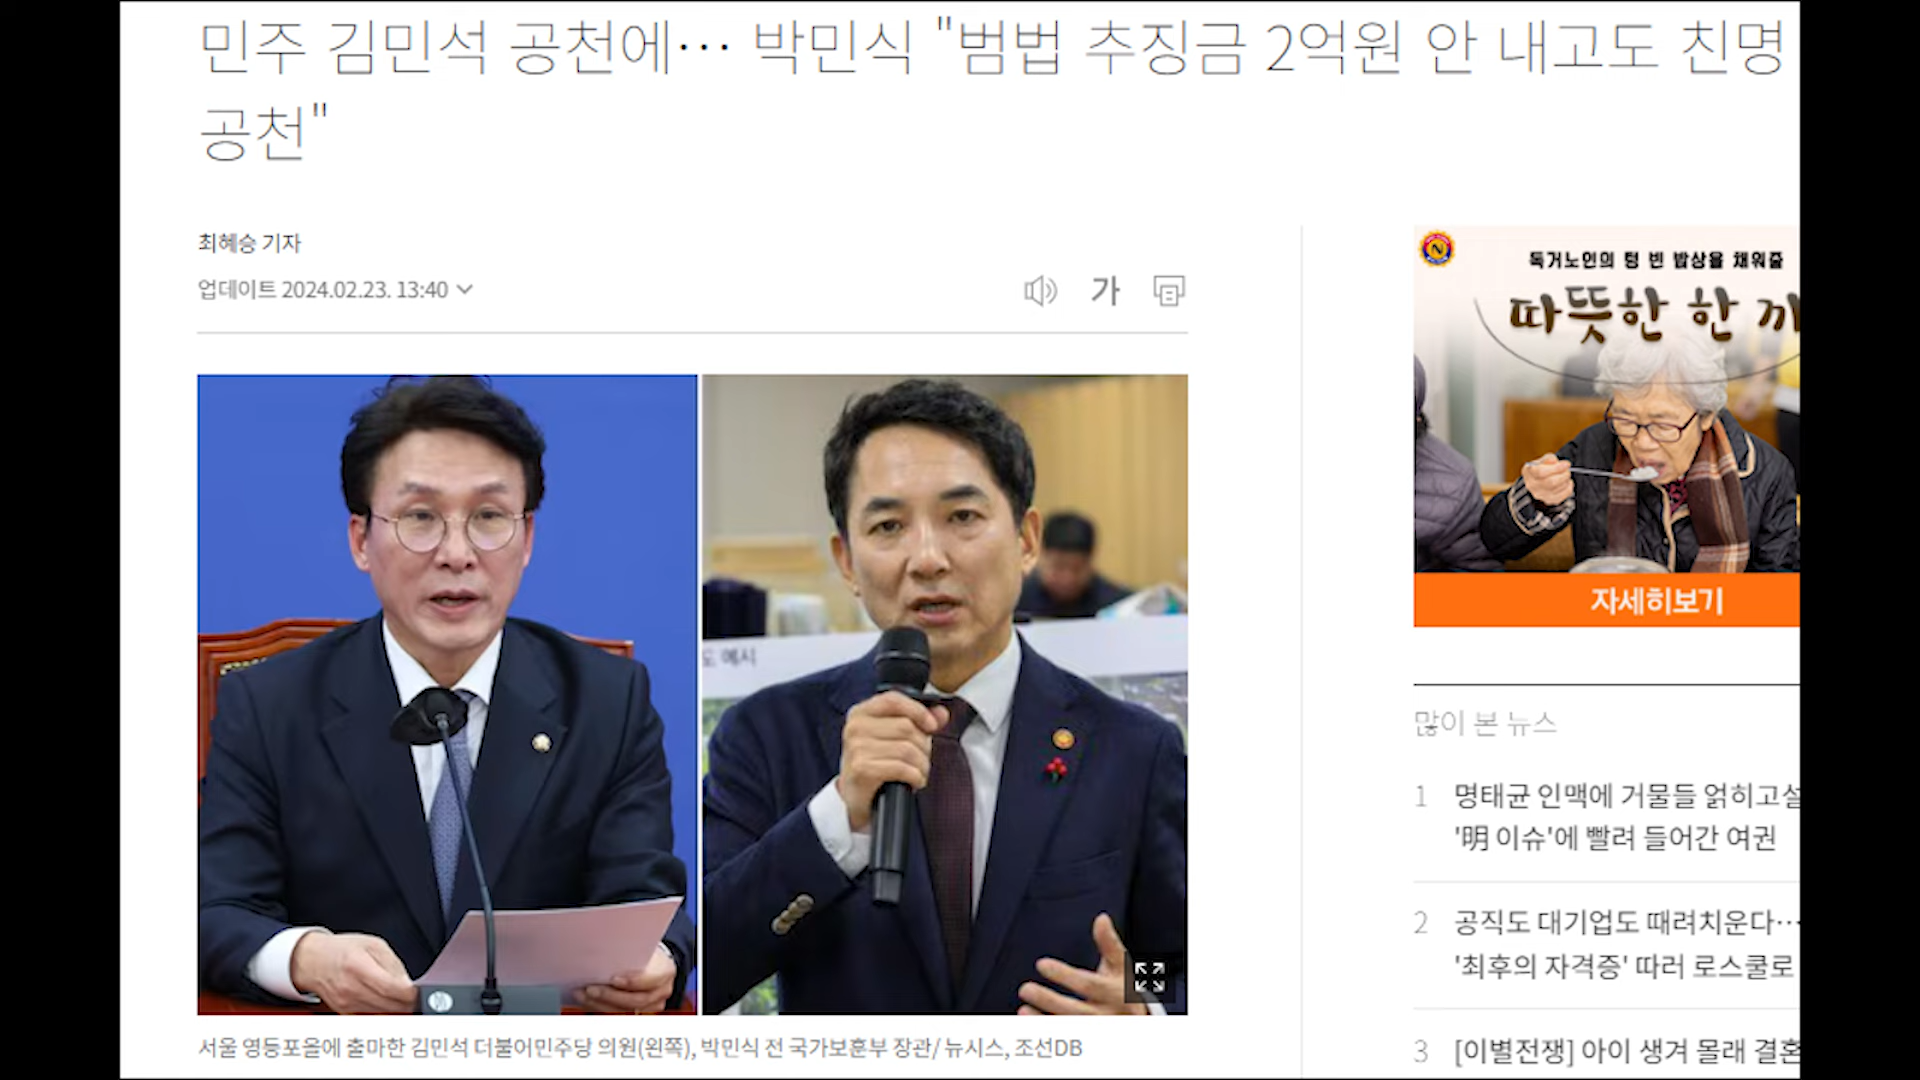 민주 김민석 공천에… 박민식 "범법 추징금 2억원 안 내고도 친명
공천"
최혜승 기자
업데이트 2024.02.23. 13:40
가
도 예시
서울 영등포을에 출마한 김민석 더불어민주당 의원(왼쪽), 박민식 전 국가보훈부 장관/ 뉴시스, 조선DB
N
독거노인의 텅 빈 밥상을 채워줄
따뜻한 한
자세히보기
많이 본 뉴스
1 명태균 인맥에 거물들 얽히고설
'明 이슈'에 빨려 들어간 여권
2 공직도 대기업도 때려치운다…
'최후의 자격증' 따러 로스쿨로
3 [이별전쟁] 아이 생겨 몰래 결혼